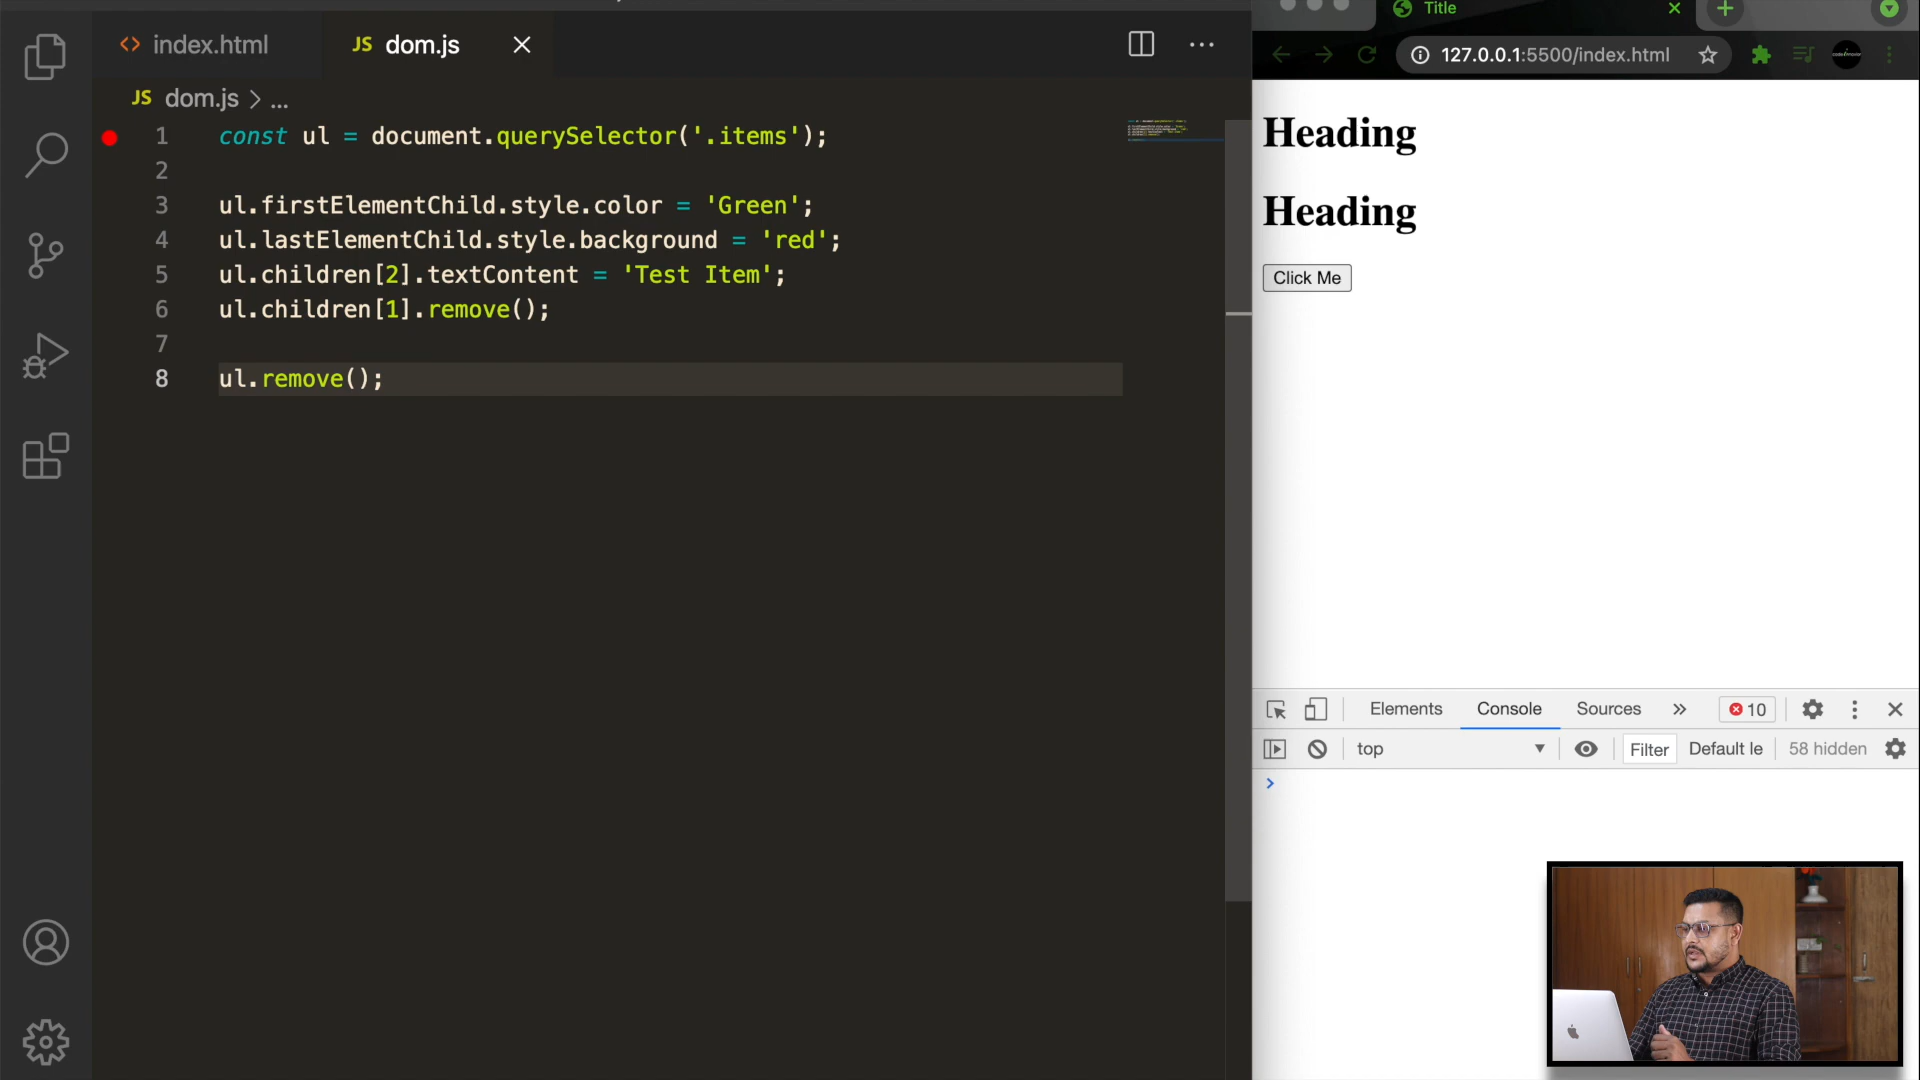 index.html
JS dom.js
JS dom.js > ...
1 const ul = document.querySelector('.items');
2
3 ul.firstElementChild.style.color = 'Green';
4 ul.lastElementChild.style.background = 'red';
5 ul.children[2].textContent = 'Test Item';
6 ul.children[1].remove();
7
8 ul.remove();
Title
127.0.0.1:5500/index.html
Heading
Heading
Click Me
Elements Console Sources » 10
top Filter Default le 58 hidden